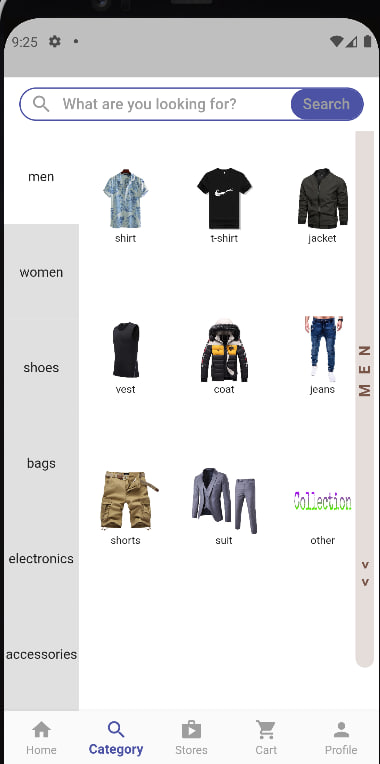 9:25
What are you looking for?
Search
men
women
shoes
bags
electronics
accessories
shirt
t-shirt
jacket
vest
coat
jeans
shorts
suit
Collection
other
MEN
<<
Home
Category
Stores
Cart
Profile